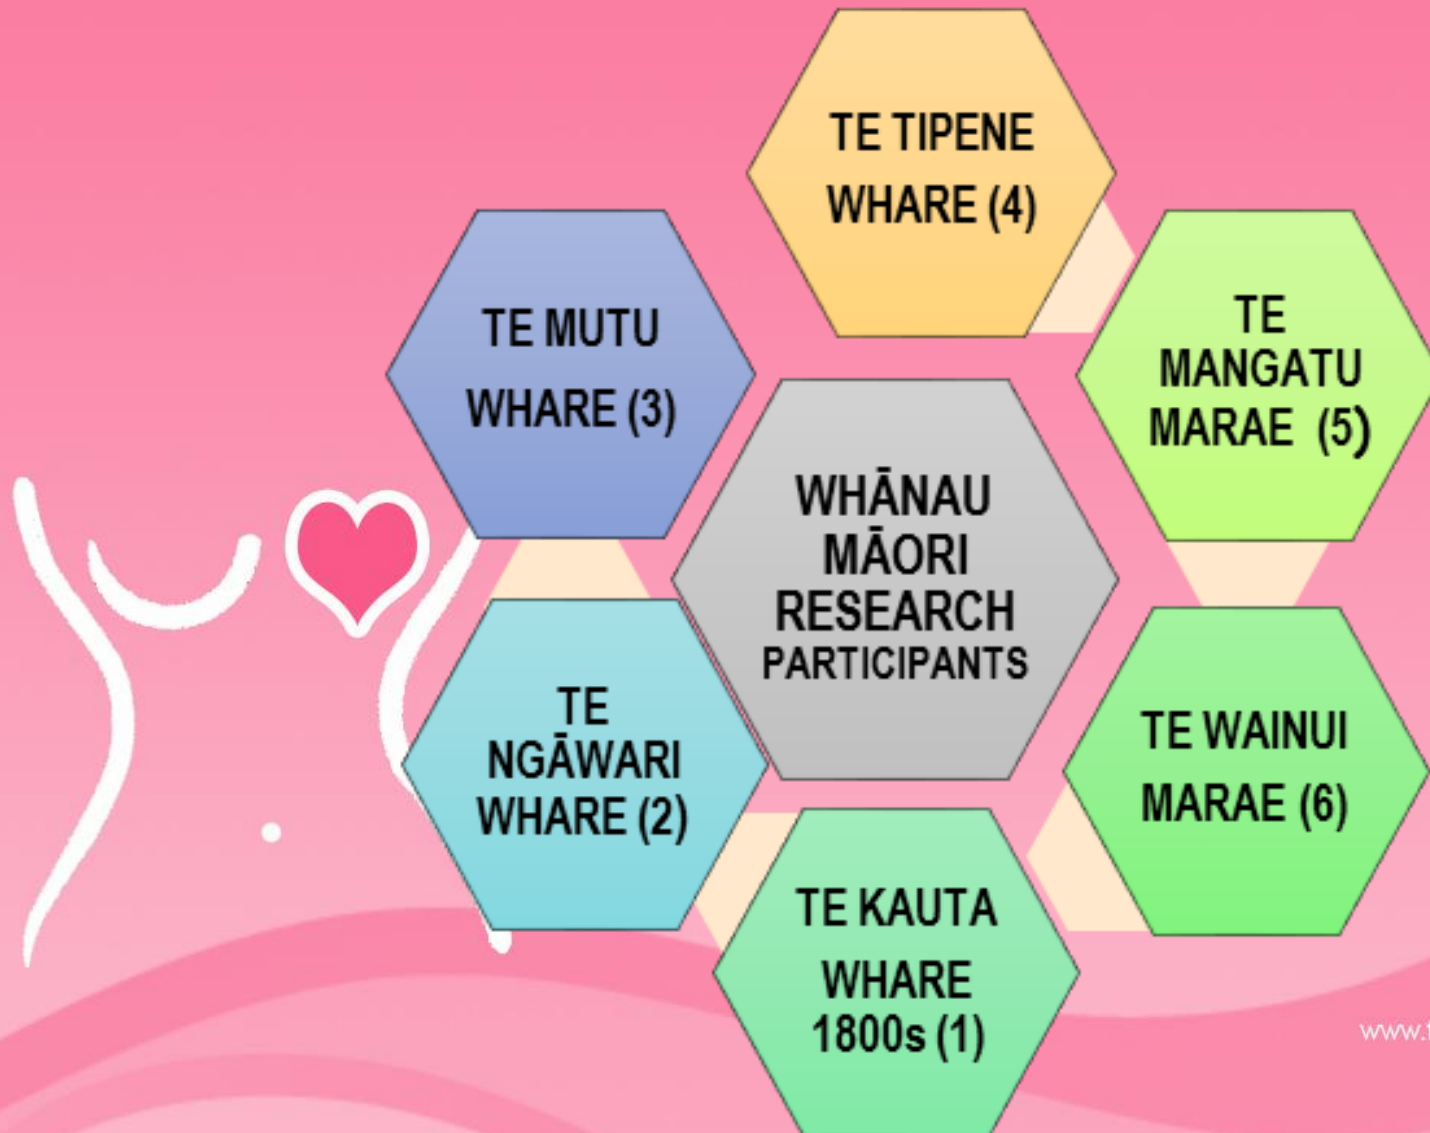 TE TIPENE
WHARE (4)
TE MUTU
WHARE (3)
TE
MANGATU
MARAE (5)
WHĀNAU
MĀORI
RESEARCH
PARTICIPANTS
TE
NGĀWARI
WHARE (2)
TE WAINUI
MARAE (6)
TE KAUTA
WHARE
1800s (1)